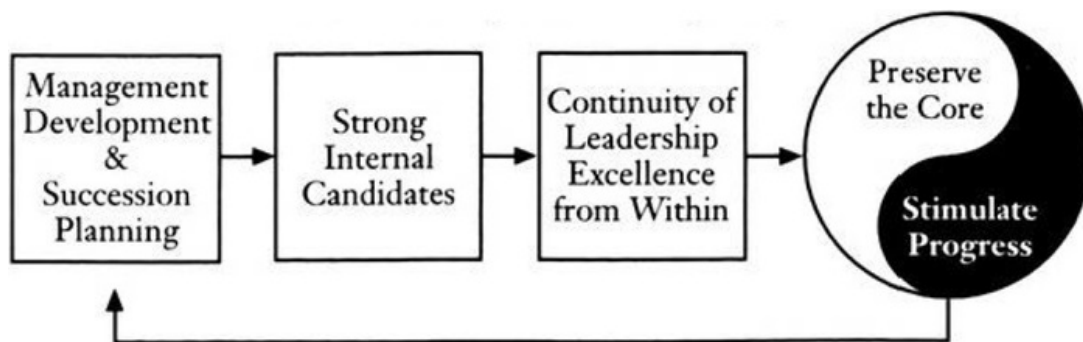 Management
Development
&
Succession
Planning
Strong
Internal
Candidates
Continuity of
Leadership
Excellence
from Within
Preserve
the Core
Stimulate
Progress